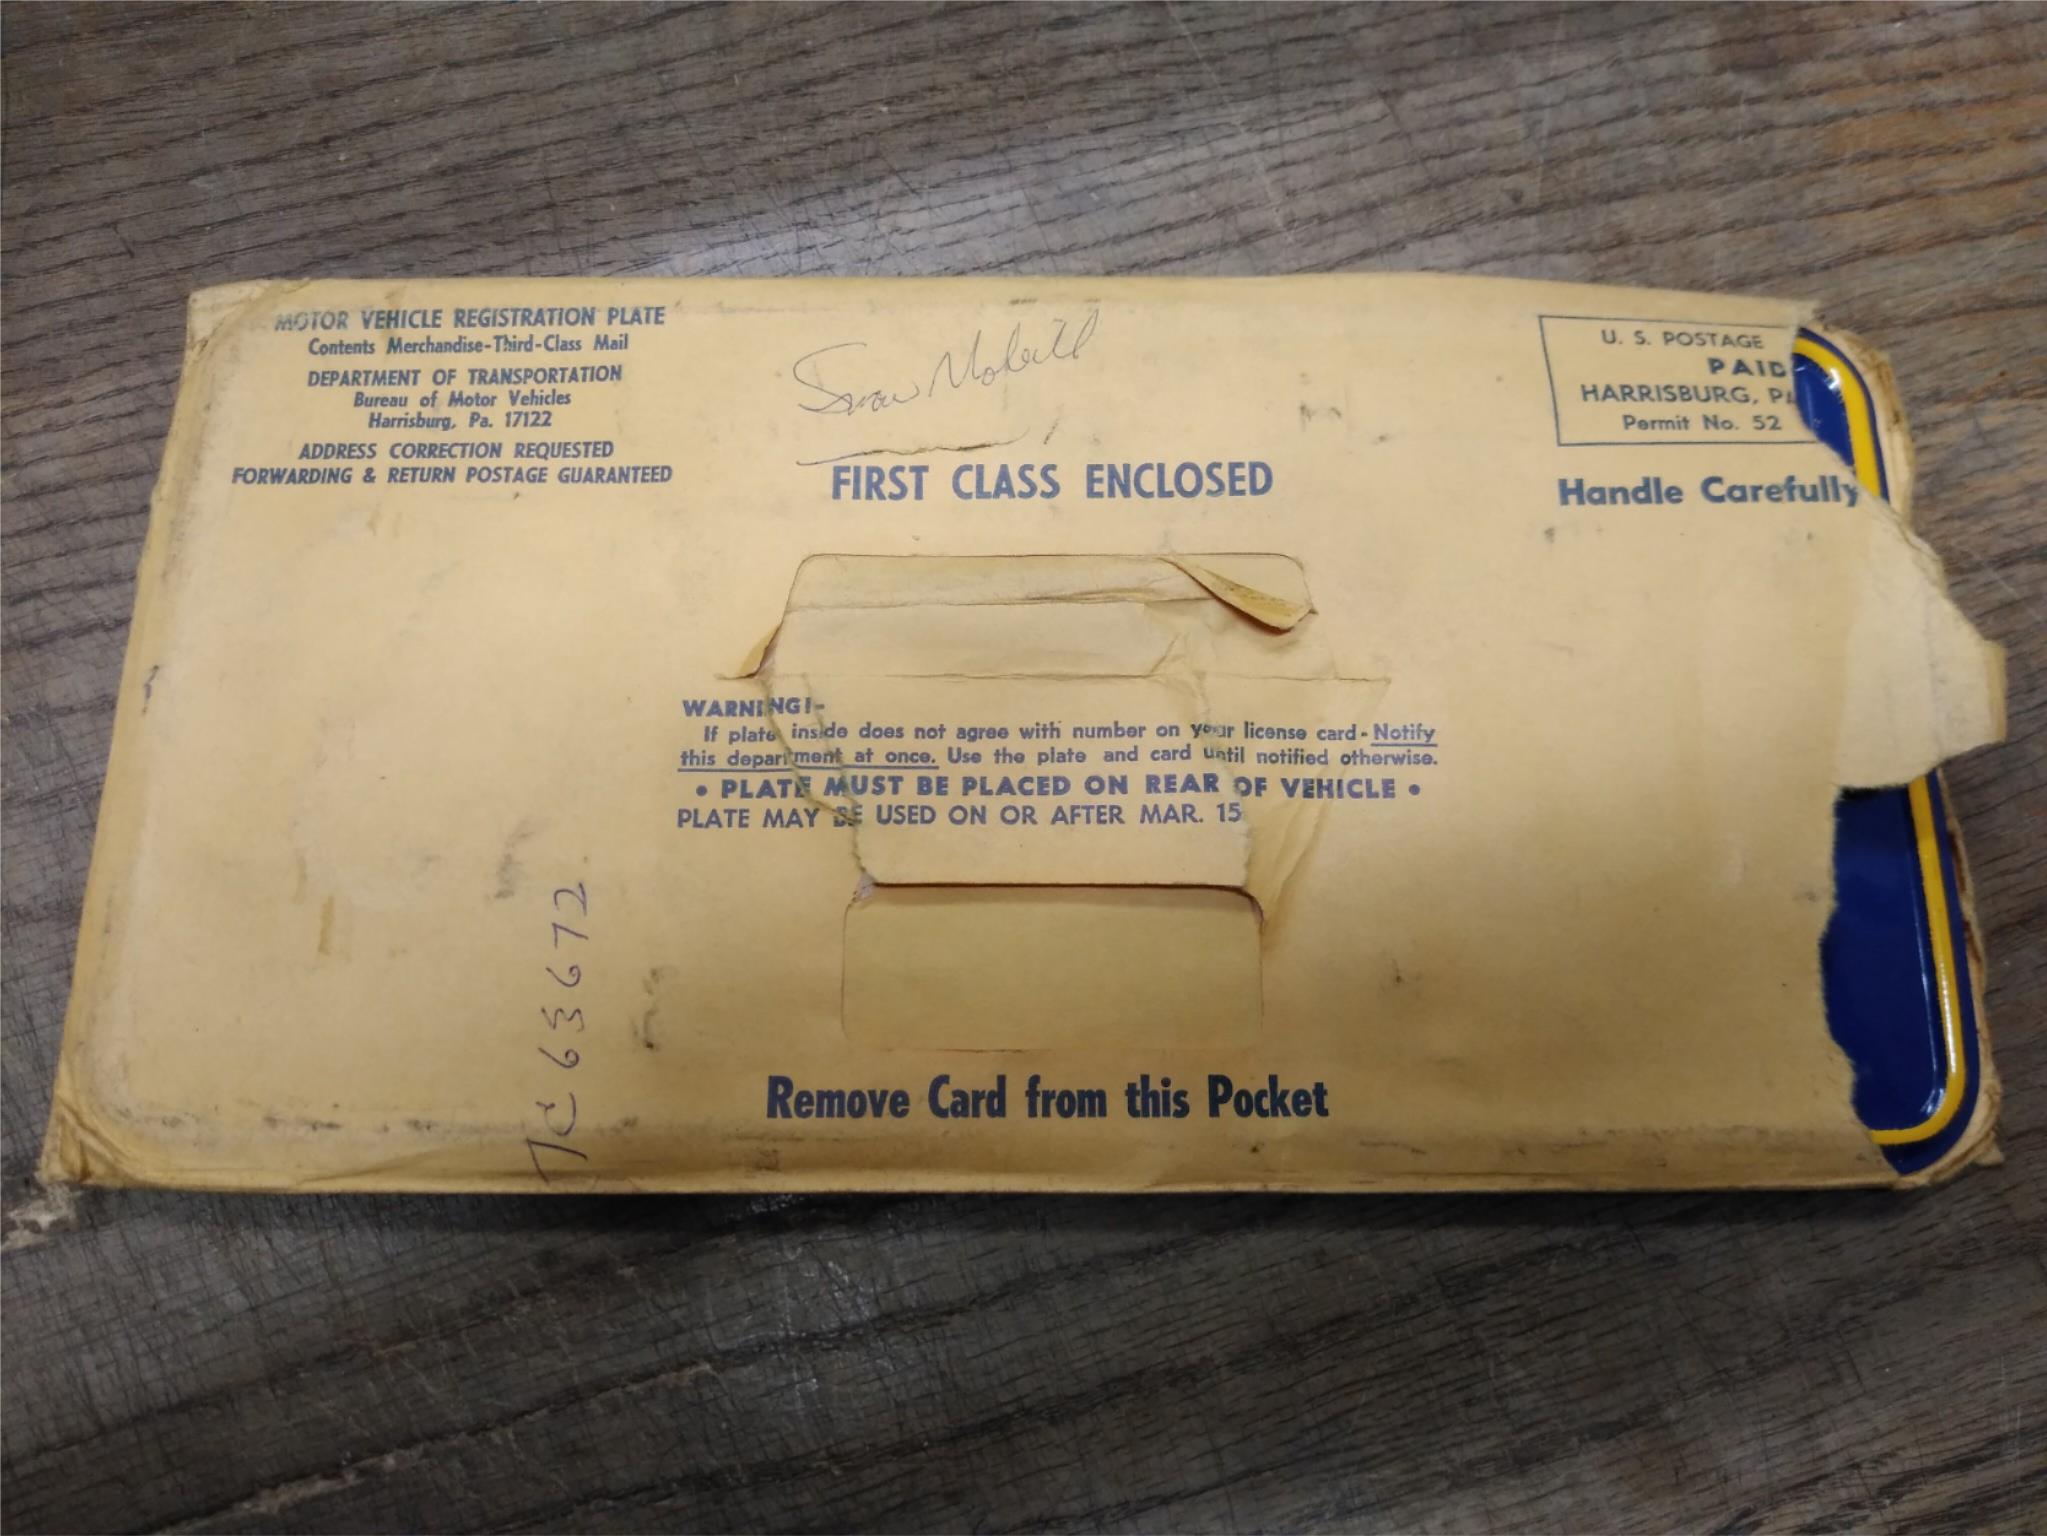 MOTOR VEHICLE REGISTRATION PLATE
Contents Merchandise-Third-Class Mail
DEPARTMENT OF TRANSPORTATION
Bureau of Motor Vehicles
Harrisburg, Pa. 17122
ADDRESS CORRECTION REQUESTED
FORWARDING & RETURN POSTAGE GUARANTEED
Snow
FIRST CLASS ENCLOSED
U. S. POSTAGE
PAID
HARRISBURG, PA
Permit No. 52
Handle Carefully
WARNING!-
If plate inside does not agree with number on your license card-Notify
this department at once. Use the plate and card until notified otherwise.
• PLATE MUST BE PLACED ON REAR OF VEHICLE •
PLATE MAY BE USED ON OR AFTER MAR. 15
63672
Remove Card from this Pocket